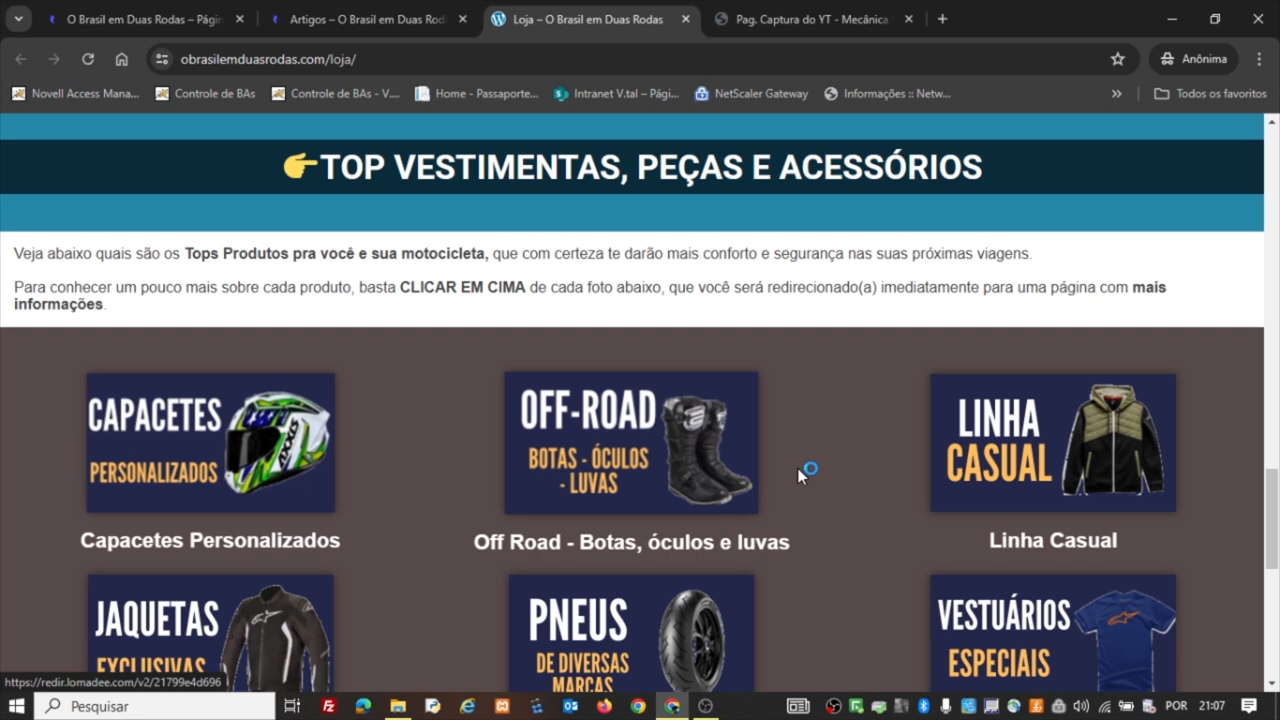 O Brasil em Duas Rodas – Págin
Artigos – O Brasil em Duas Rod
Loja – O Brasil em Duas Rodas
Pag. Captura do YT - Mecânica
obrasilemduasrodas.com/loja/
Anônima
Novell Access Mana...
Controle de BAs
Controle de BAs - V....
Home - Passaporte...
Intranet V.tal – Pági...
NetScaler Gateway
Informações :: Netw...
Todos os favoritos
👉TOP VESTIMENTAS, PEÇAS E ACESSÓRIOS
Veja abaixo quais são os Tops Produtos pra você e sua motocicleta, que com certeza te darão mais conforto e segurança nas suas próximas viagens.
Para conhecer um pouco mais sobre cada produto, basta CLICAR EM CIMA de cada foto abaixo, que você será redirecionado(a) imediatamente para uma página com mais
informações.
CAPACETES
PERSONALIZADOS
AXXIS
OFF-ROAD
BOTAS - ÓCULOS
- LUVAS
LINHA
CASUAL
Capacetes Personalizados
Off Road - Botas, óculos e luvas
Linha Casual
JAQUETAS
EXCLUSIVAS
PNEUS
DE DIVERSAS
MARCAS
VESTUÁRIOS
ESPECIAIS
https://redir.lomadee.com/v2/21799e4d696
Pesquisar
POR
21:07